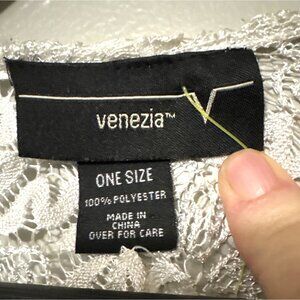 venezia™
ONE SIZE
100% POLYESTER
MADE IN
CHINA
OVER FOR CARE